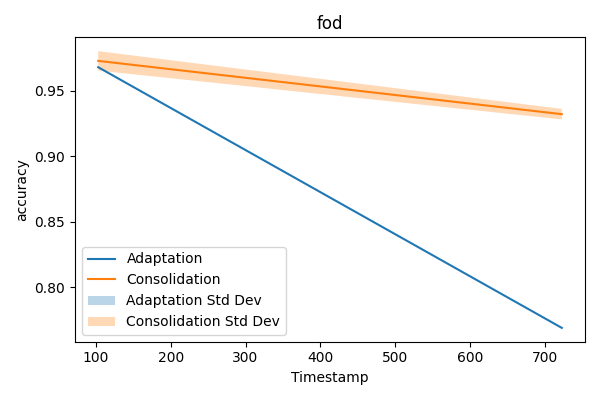 fod
0.95
0.90
0.85
0.80
accuracy
Adaptation
Consolidation
Adaptation Std Dev
Consolidation Std Dev
100 200 300 400 500 600 700
Timestamp